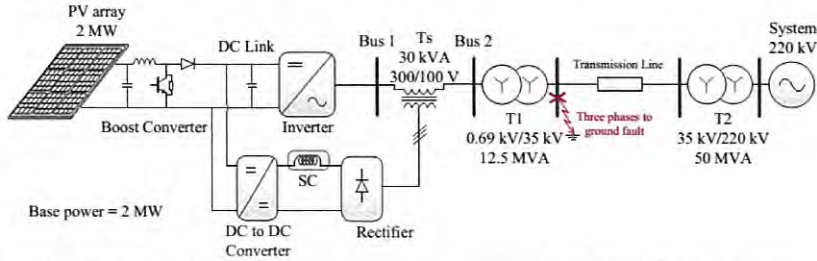 PV array
2 MW
DC Link
Boost Converter
Inverter
Bus 1
Ts
30 kVA
300/100 V
Bus 2
T1
0.69 kV/35 kV
12.5 MVA
Transmission Line
Three phases to
ground fault
T2
35 kV/220 kV
50 MVA
System
220 kV
SC
Base power = 2 MW
DC to DC
Converter
Rectifier